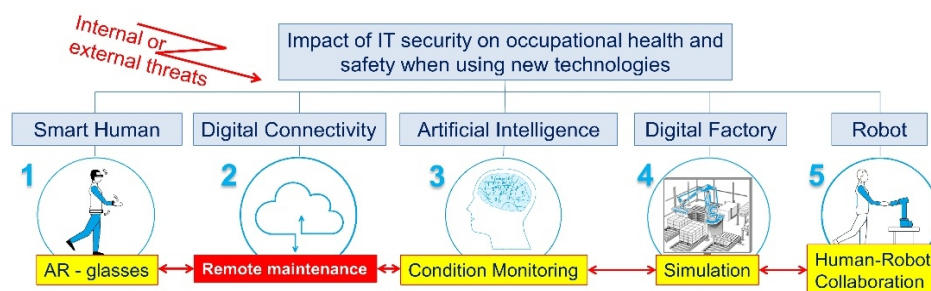 Internal or
external threats
Impact of IT security on occupational health and
safety when using new technologies
Smart Human
Digital Connectivity
Artificial Intelligence
Digital Factory
Robot
1
2
3
4
5
AR - glasses
Remote maintenance
Condition Monitoring
Simulation
Human-Robot
Collaboration